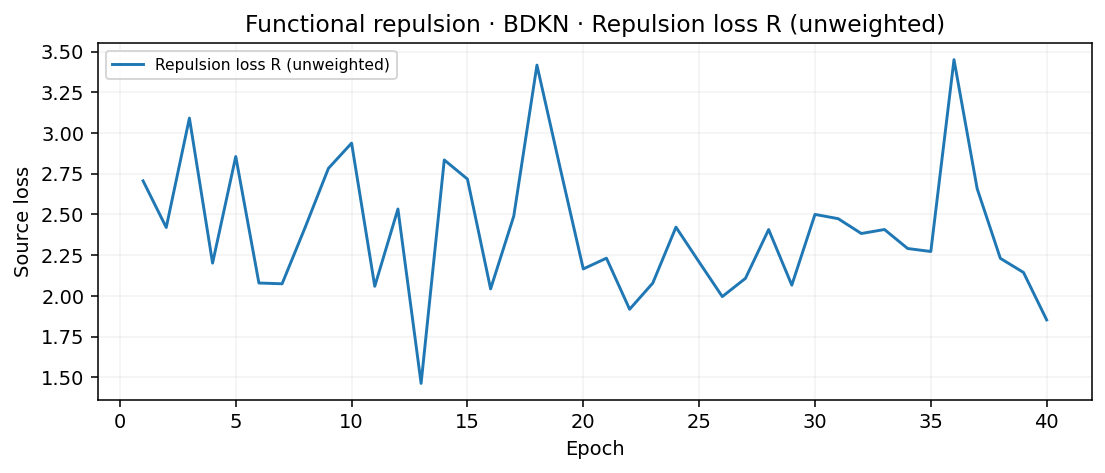 Functional repulsion · BDKN · Repulsion loss R (unweighted)
Repulsion loss R (unweighted)
Source loss
3.50
3.25
3.00
2.75
2.50
2.25
2.00
1.75
1.50
0 5 10 15 20 25 30 35 40
Epoch